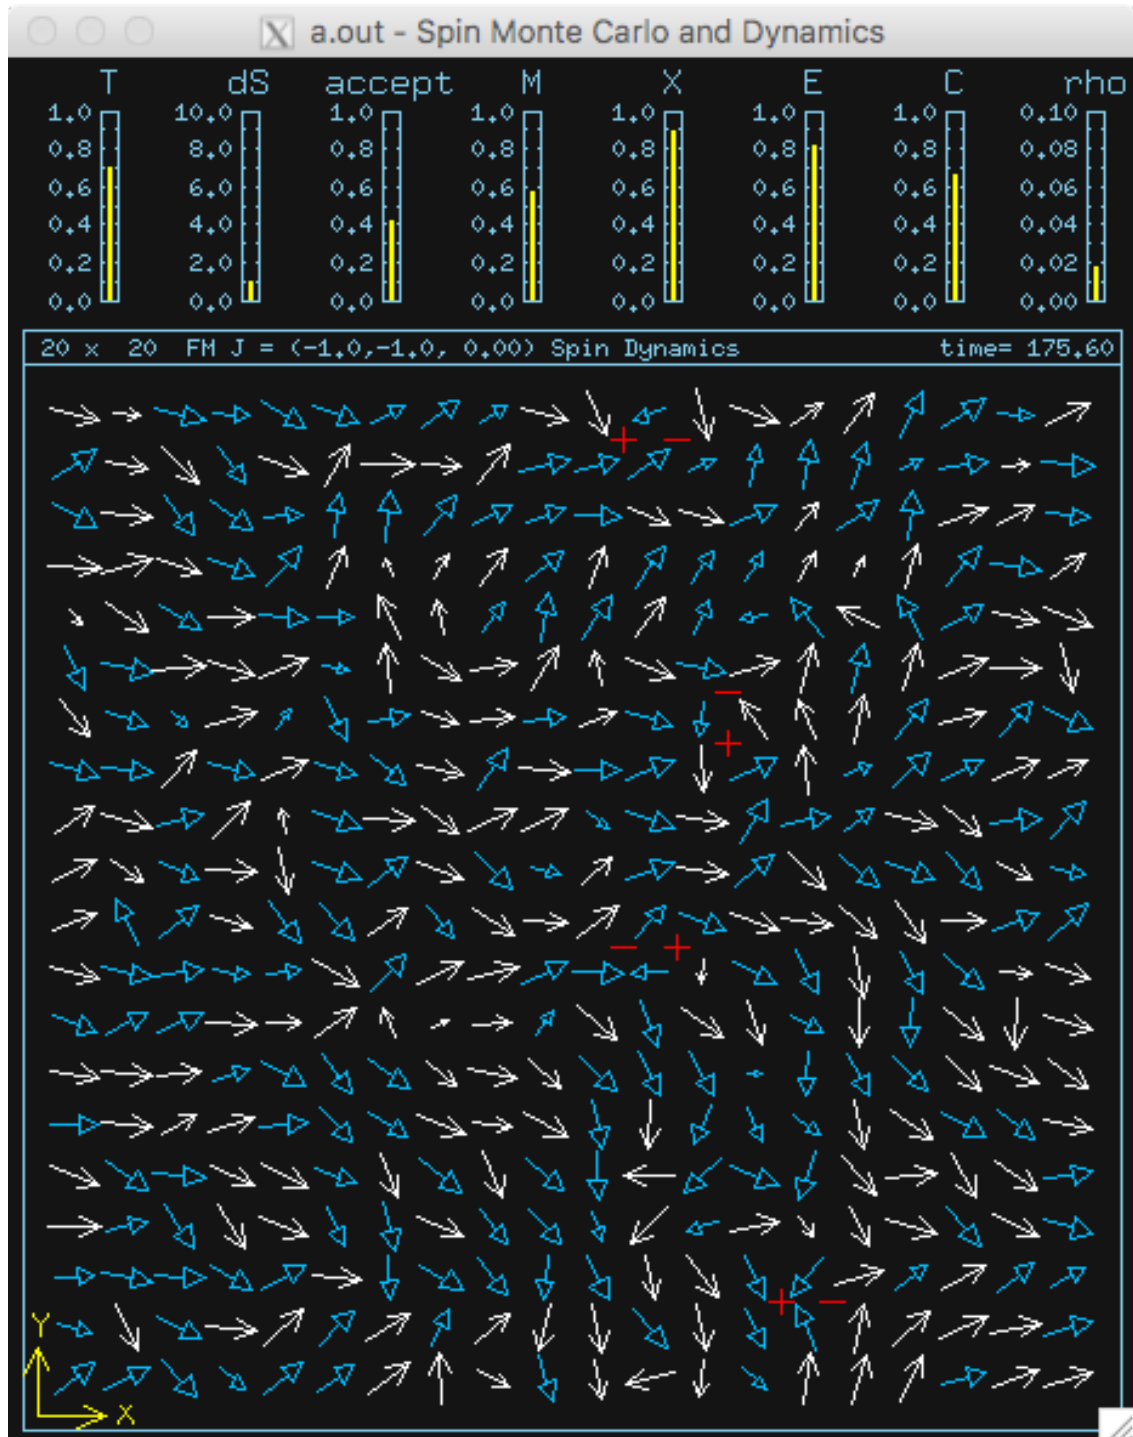 X a.out - Spin Monte Carlo and Dynamics
T dS accept M X E C rho
1.0 10.0 1.0 1.0 1.0 1.0 1.0 0.10
0.8 8.0 0.8 0.8 0.8 0.8 0.8 0.08
0.6 6.0 0.6 0.6 0.6 0.6 0.6 0.06
0.4 4.0 0.4 0.4 0.4 0.4 0.4 0.04
0.2 2.0 0.2 0.2 0.2 0.2 0.2 0.02
0.0 0.0 0.0 0.0 0.0 0.0 0.0 0.00
20 x 20 FM J = (-1.0,-1.0, 0.00) Spin Dynamics time= 175.60
+ −
−
+
− +
+ −
Y
X